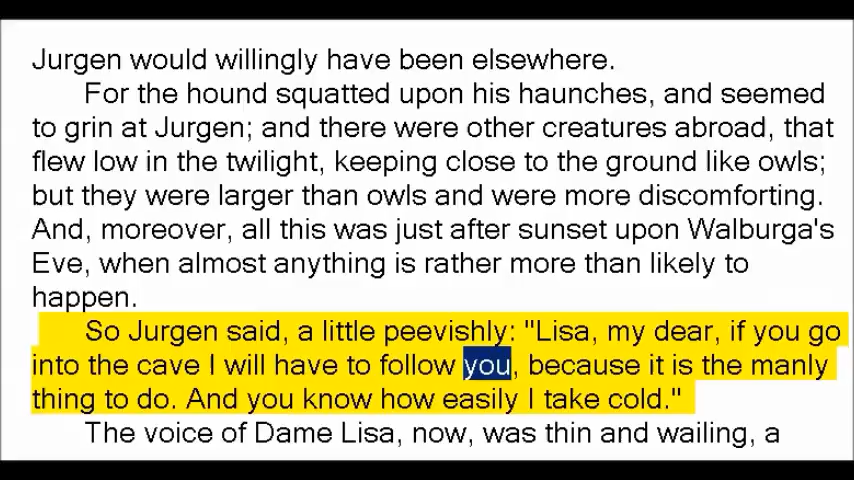 Jurgen would willingly have been elsewhere.
For the hound squatted upon his haunches, and seemed
to grin at Jurgen; and there were other creatures abroad, that
flew low in the twilight, keeping close to the ground like owls;
but they were larger than owls and were more discomforting.
And, moreover, all this was just after sunset upon Walburga's
Eve, when almost anything is rather more than likely to
happen.
So Jurgen said, a little peevishly: "Lisa, my dear, if you go
into the cave I will have to follow you, because it is the manly
thing to do. And you know how easily I take cold."
The voice of Dame Lisa, now, was thin and wailing, a